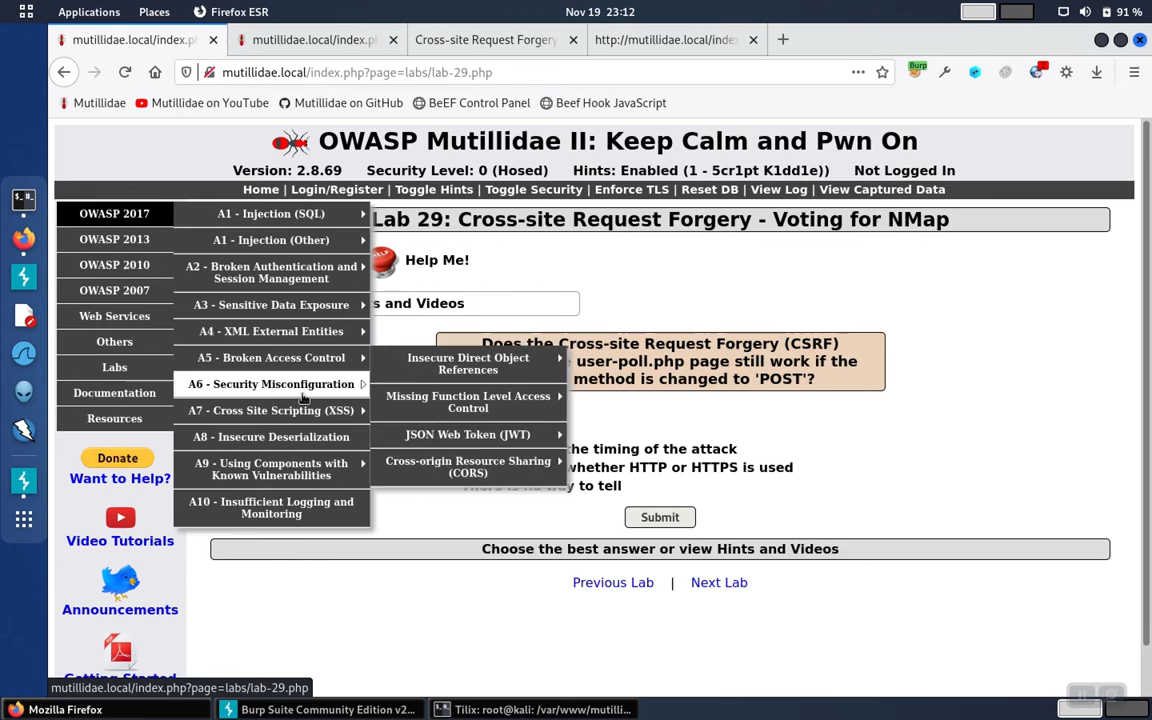 Applications Places Firefox ESR Nov 19 23:12 91 %
mutillidae.local/index.ph mutillidae.local/index.ph Cross-site Request Forgery http://mutillidae.local/index
mutillidae.local/index.php?page=labs/lab-29.php Burp
Mutillidae Mutillidae on YouTube Mutillidae on GitHub BeEF Control Panel Beef Hook JavaScript
OWASP Mutillidae II: Keep Calm and Pwn On
Version: 2.8.69 Security Level: 0 (Hosed) Hints: Enabled (1 - 5cr1pt K1dd1e)) Not Logged In
Home | Login/Register | Toggle Hints | Toggle Security | Enforce TLS | Reset DB | View Log | View Captured Data
OWASP 2017
OWASP 2013
OWASP 2010
OWASP 2007
Web Services
Others
Labs
Documentation
Resources
A1 - Injection (SQL)
A1 - Injection (Other)
A2 - Broken Authentication and
Session Management
A3 - Sensitive Data Exposure
A4 - XML External Entities
A5 - Broken Access Control
A6 - Security Misconfiguration
A7 - Cross Site Scripting (XSS)
A8 - Insecure Deserialization
A9 - Using Components with
Known Vulnerabilities
A10 - Insufficient Logging and
Monitoring
Insecure Direct Object
References
Missing Function Level Access
Control
JSON Web Token (JWT)
Cross-origin Resource Sharing
(CORS)
Lab 29: Cross-site Request Forgery - Voting for NMap
HELP
Help Me!
s and Videos
Does the Cross-site Request Forgery (CSRF)
user-poll.php page still work if the
method is changed to 'POST'?
the timing of the attack
whether HTTP or HTTPS is used
There is no way to tell
Submit
Choose the best answer or view Hints and Videos
Previous Lab | Next Lab
Donate
Want to Help?
Video Tutorials
Announcements
PDF
mutillidae.local/index.php?page=labs/lab-29.php
Mozilla Firefox Burp Suite Community Edition v2... Tilix: root@kali: /var/www/mutilli...